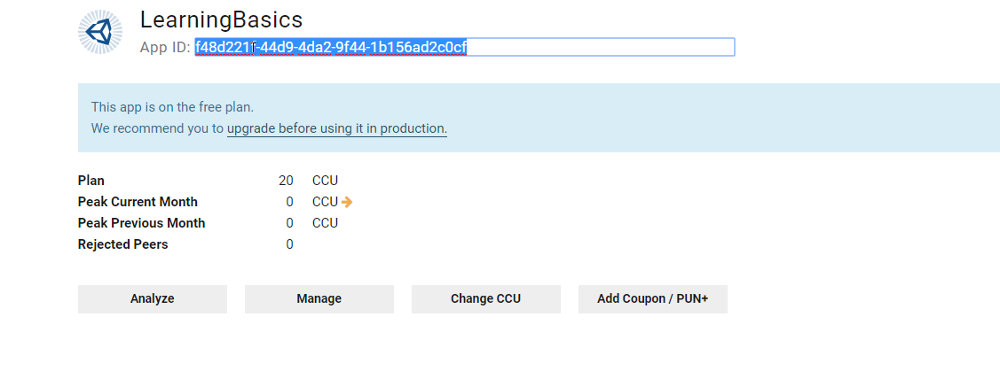 LearningBasics
App ID: f48d221f-44d9-4da2-9f44-1b156ad2c0cf
This app is on the free plan.
We recommend you to upgrade before using it in production.
Plan 20 CCU
Peak Current Month 0 CCU
Peak Previous Month 0 CCU
Rejected Peers 0
Analyze Manage Change CCU Add Coupon / PUN+